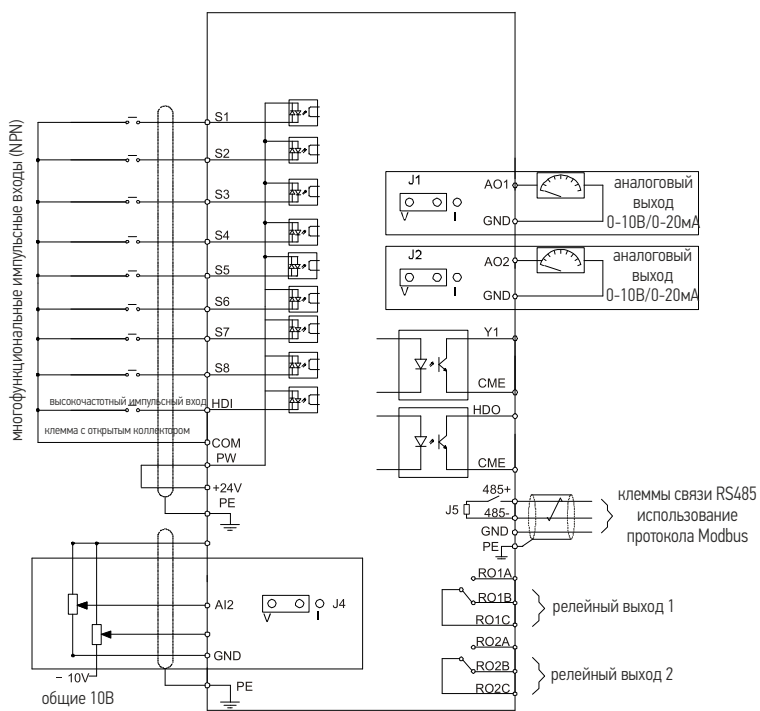 многофункциональные импульсные входы (NPN)
S1
S2
S3
S4
S5
S6
S7
S8
высокочастотный импульсный вход
HDI
клемма с открытым коллектором
COM
PW
+24V
PE
AI2
V
I
J4
GND
– 10V
общие 10В
PE
J1
V
I
AO1
GND
аналоговый
выход
0-10В/0-20мА
J2
V
I
AO2
GND
аналоговый
выход
0-10В/0-20мА
Y1
CME
HDO
CME
485+
J5
485-
GND
PE
клеммы связи RS485
использование
протокола Modbus
RO1A
RO1B
RO1C
релейный выход 1
RO2A
RO2B
RO2C
релейный выход 2